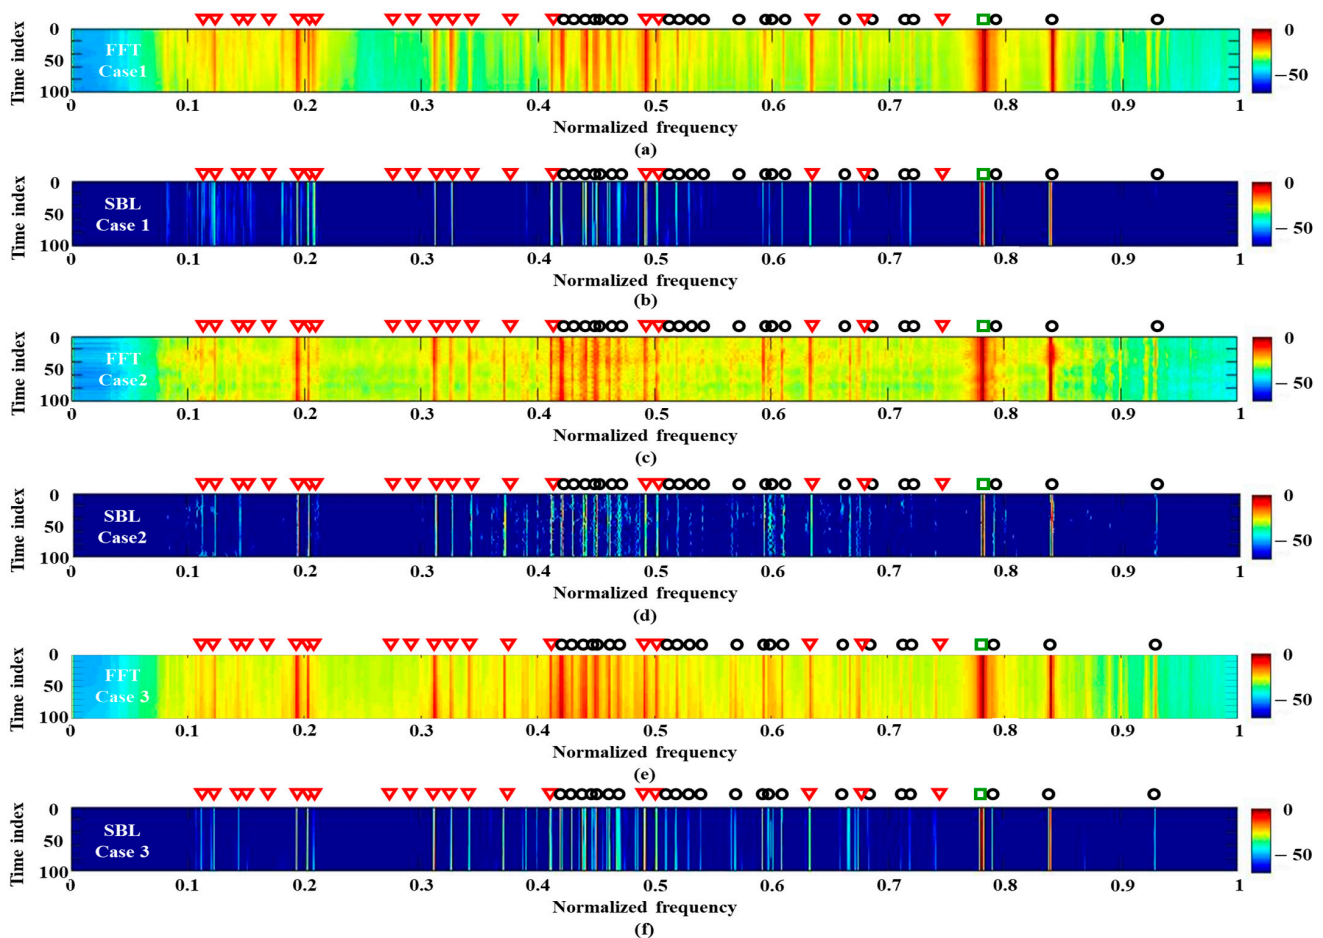 Time index
0
50
100
FFT
Case1
0
−50
0 0.1 0.2 0.3 0.4 0.5 0.6 0.7 0.8 0.9 1
Normalized frequency
(a)
Time index
0
50
100
SBL
Case 1
0
− 50
0 0.1 0.2 0.3 0.4 0.5 0.6 0.7 0.8 0.9 1
Normalized frequency
(b)
Time index
0
50
100
FFT
Case2
0
− 50
0 0.1 0.2 0.3 0.4 0.5 0.6 0.7 0.8 0.9 1
Normalized frequency
(c)
Time index
0
50
100
SBL
Case2
0
− 50
0 0.1 0.2 0.3 0.4 0.5 0.6 0.7 0.8 0.9 1
Normalized frequency
(d)
Time index
0
50
100
FFT
Case 3
0
− 50
0 0.1 0.2 0.3 0.4 0.5 0.6 0.7 0.8 0.9 1
Normalized frequency
(e)
Time index
0
50
100
SBL
Case 3
0
− 50
0 0.1 0.2 0.3 0.4 0.5 0.6 0.7 0.8 0.9 1
Normalized frequency
(f)